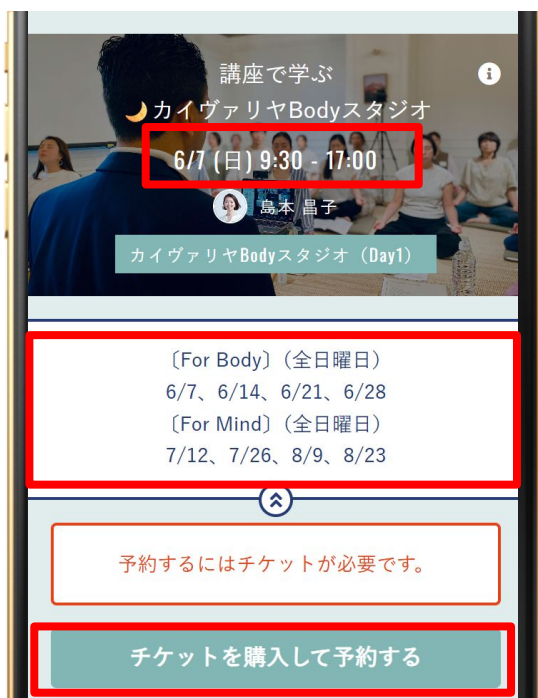 講座で学ぶ
🌙カイヴァリヤBodyスタジオ
6/7 (日) 9:30 - 17:00
島本 昌子
カイヴァリヤBodyスタジオ（Day1）
〔For Body〕（全日曜日）
6/7、6/14、6/21、6/28
〔For Mind〕（全日曜日）
7/12、7/26、8/9、8/23
予約するにはチケットが必要です。
チケットを購入して予約する